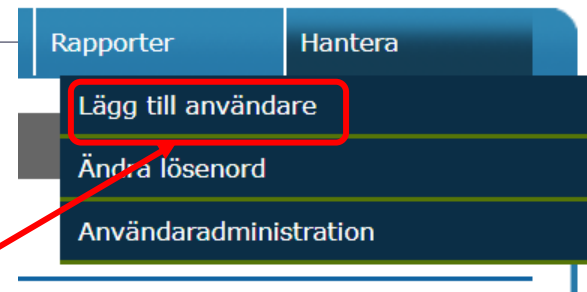 Rapporter Hantera
Lägg till användare
Ändra lösenord
Användaradministration